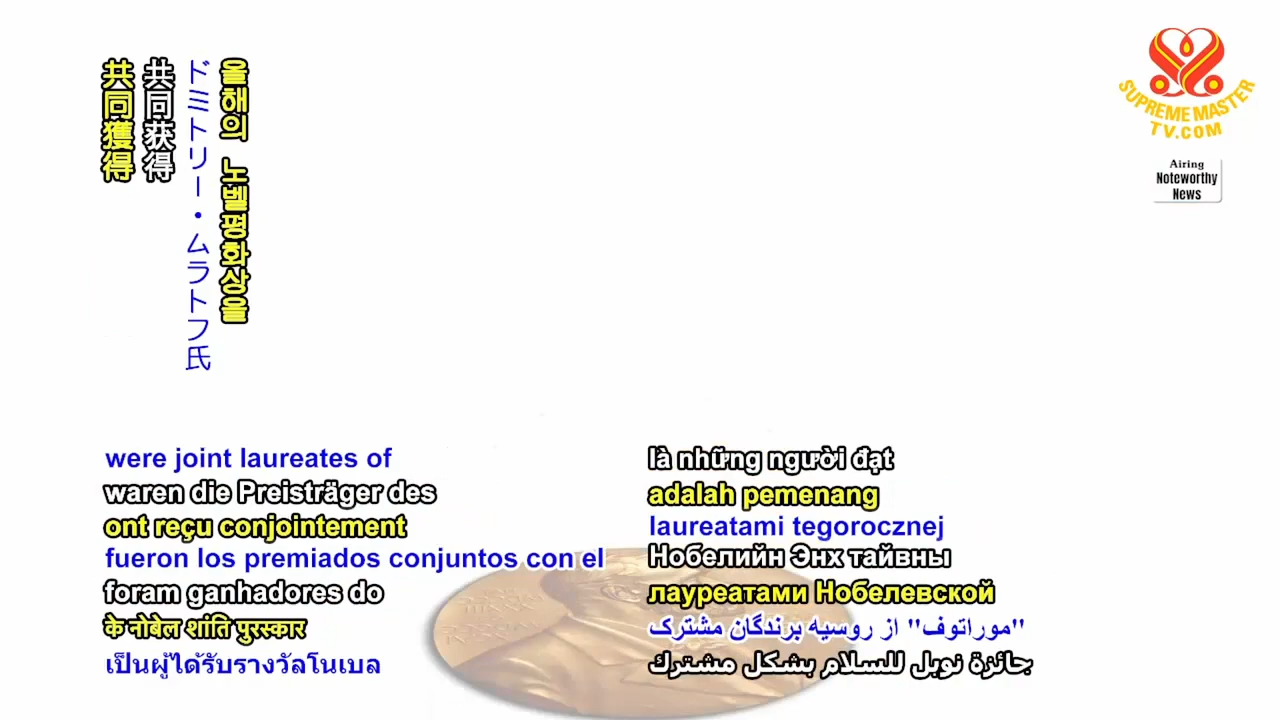 共同獲得
共同获得
ドミトリー・ムラトフ氏
올해의 노벨평화상을
SUPREME MASTER
TV.COM
Airing
Noteworthy
News
were joint laureates of
waren die Preisträger des
ont reçu conjointement
fueron los premiados conjuntos con el
foram ganhadores do
के नोबेल शांति पुरस्कार
เป็นผู้ได้รับรางวัลโนเบล
là những người đạt
adalah pemenang
laureatami tegorocznej
Нобелийн Энх тайвны
лауреатами Нобелевской
"موراتوف" از روسیه برندگان مشترک
جائزة نوبل للسلام بشكل مشترك